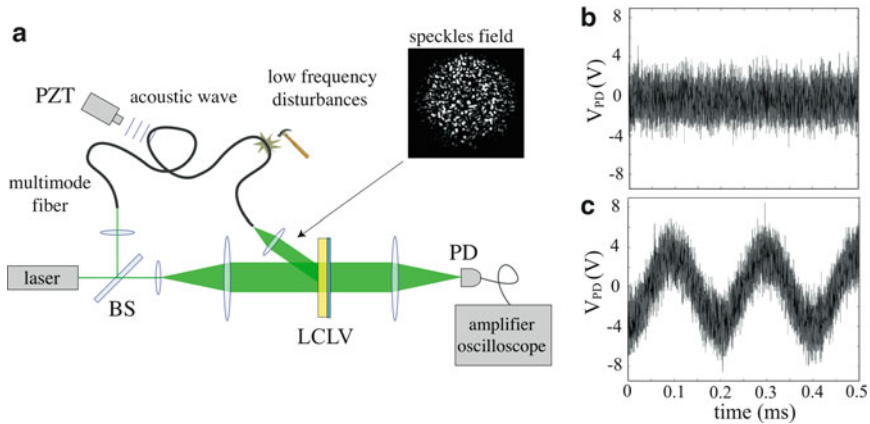 a
speckles field
PZT
acoustic wave
low frequency
disturbances
multimode
fiber
laser
BS
LCLV
PD
amplifier
oscilloscope
b
8
4
0
-4
-8
V_PD (V)
c
8
4
0
-4
-8
V_PD (V)
0 0.1 0.2 0.3 0.4 0.5
time (ms)